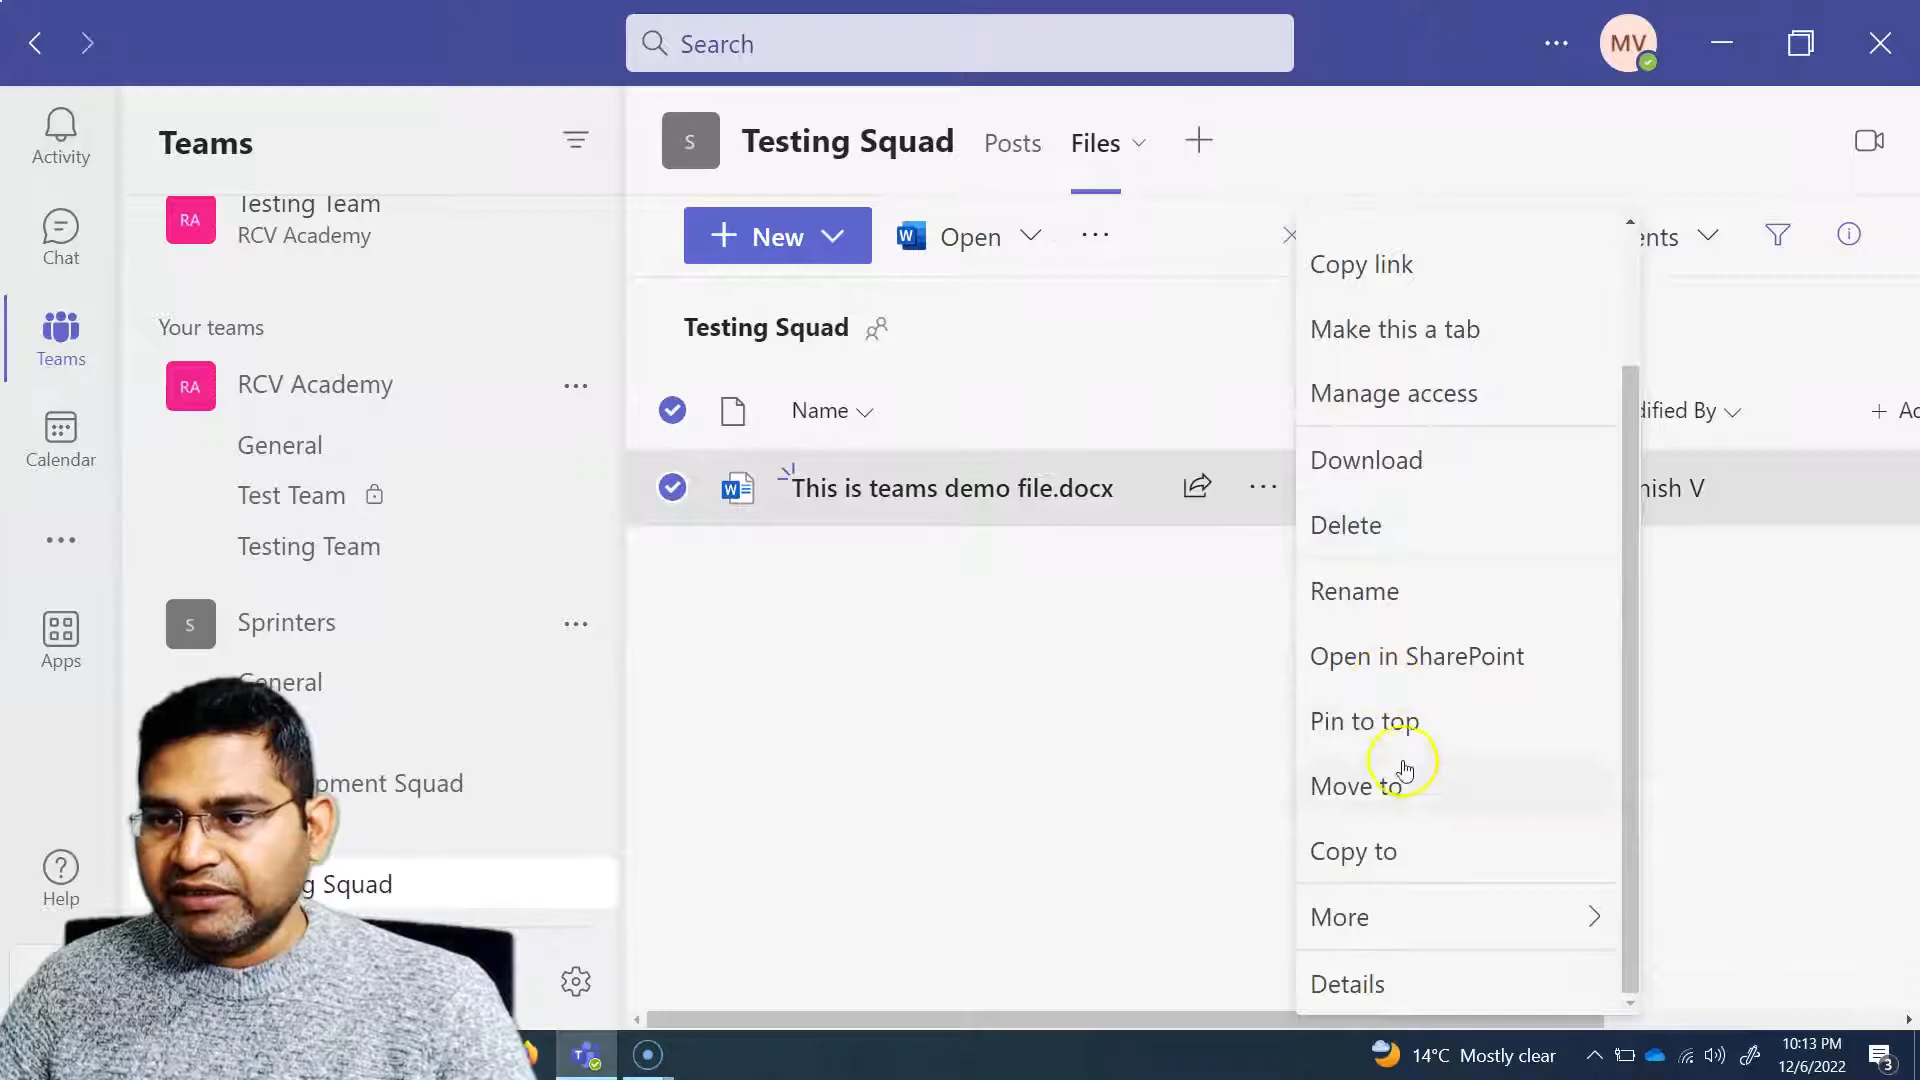 Search
MV
Activity
Chat
Teams
Calendar
Apps
Help
Teams
RA
Testing Team
RCV Academy
Your teams
RA
RCV Academy
General
Test Team
Testing Team
S
Sprinters
General
pment Squad
g Squad
S
Testing Squad
Posts
Files
New
Open
ents
Testing Squad
Name
dified By
Ac
This is teams demo file.docx
nish V
Copy link
Make this a tab
Manage access
Download
Delete
Rename
Open in SharePoint
Pin to top
Move to
Copy to
More
Details
14°C Mostly clear
10:13 PM
12/6/2022
3